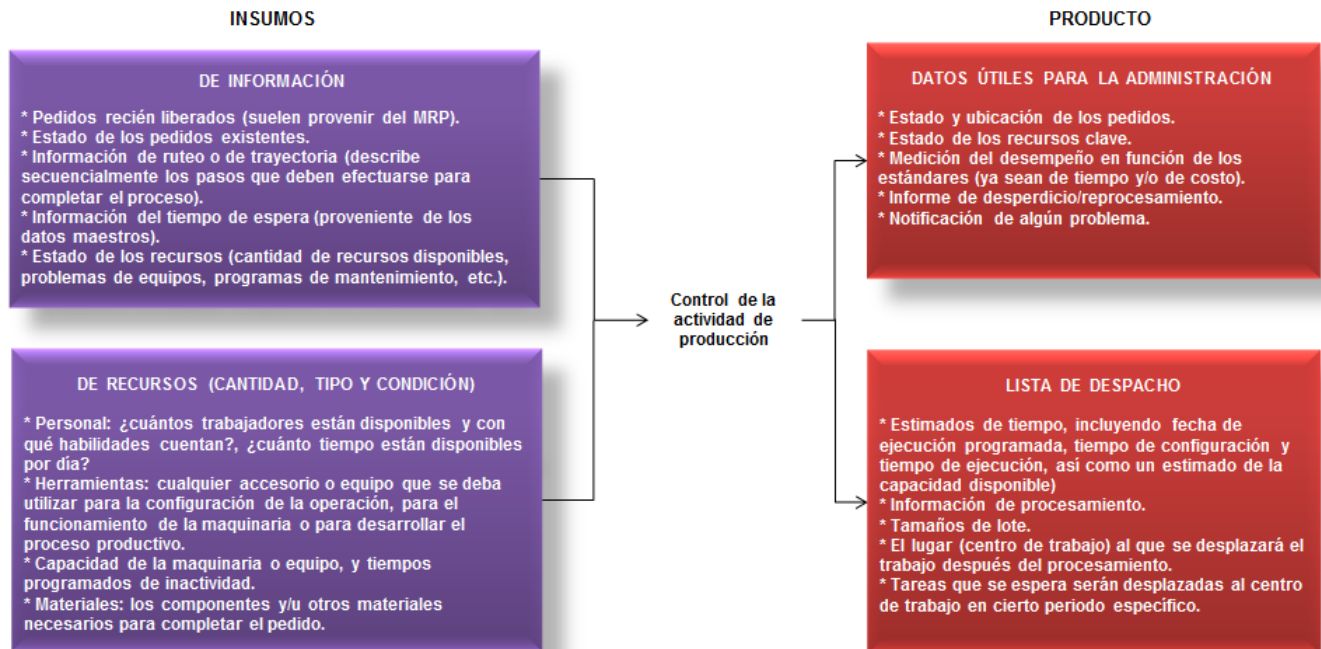 INSUMOS
DE INFORMACIÓN
* Pedidos recién liberados (suelen provenir del MRP).
* Estado de los pedidos existentes.
* Información de ruteo o de trayectoria (describe
secuencialmente los pasos que deben efectuarse para
completar el proceso).
* Información del tiempo de espera (proveniente de los
datos maestros).
* Estado de los recursos (cantidad de recursos disponibles,
problemas de equipos, programas de mantenimiento, etc.).
DE RECURSOS (CANTIDAD, TIPO Y CONDICIÓN)
* Personal: ¿cuántos trabajadores están disponibles y con
qué habilidades cuentan?, ¿cuánto tiempo están disponibles
por día?
* Herramientas: cualquier accesorio o equipo que se deba
utilizar para la configuración de la operación, para el
funcionamiento de la maquinaria o para desarrollar el
proceso productivo.
* Capacidad de la maquinaria o equipo, y tiempos
programados de inactividad.
* Materiales: los componentes y/u otros materiales
necesarios para completar el pedido.
Control de la
actividad de
producción
PRODUCTO
DATOS ÚTILES PARA LA ADMINISTRACIÓN
* Estado y ubicación de los pedidos.
* Estado de los recursos clave.
* Medición del desempeño en función de los
estándares (ya sean de tiempo y/o de costo).
* Informe de desperdicio/reprocesamiento.
* Notificación de algún problema.
LISTA DE DESPACHO
* Estimados de tiempo, incluyendo fecha de
ejecución programada, tiempo de configuración y
tiempo de ejecución, así como un estimado de la
capacidad disponible)
* Información de procesamiento.
* Tamaños de lote.
* El lugar (centro de trabajo) al que se desplazará el
trabajo después del procesamiento.
* Tareas que se espera serán desplazadas al centro
de trabajo en cierto periodo específico.